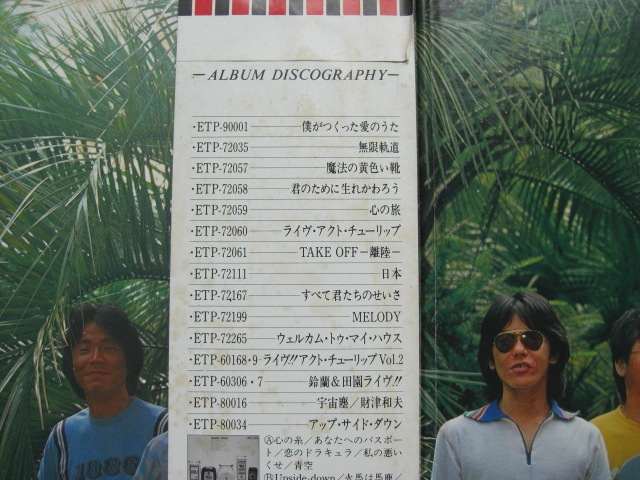 —ALBUM DISCOGRAPHY—
・ETP-90001 僕がつくった愛のうた
・ETP-72035 無限軌道
・ETP-72057 魔法の黄色い靴
・ETP-72058 君のために生れかわろう
・ETP-72059 心の旅
・ETP-72060 ライヴ・アクト・チューリップ
・ETP-72061 TAKE OFF－離陸－
・ETP-72111 日本
・ETP-72167 すべて君たちのせいさ
・ETP-72199 MELODY
・ETP-72265 ウェルカム・トゥ・マイ・ハウス
・ETP-60168・9 ライヴ!!アクト・チューリップ Vol.2
・ETP-60306・7 鈴蘭&田園ライヴ!!
・ETP-80016 宇宙塵／財津和夫
・ETP-80034 アップ・サイド・ダウン
Ⓐ心の糸／あなたへのパスポー
ト／恋のドラキュラ／私の悪い
くせ／青空
ⒷUpside-down／火馬は馬鹿／